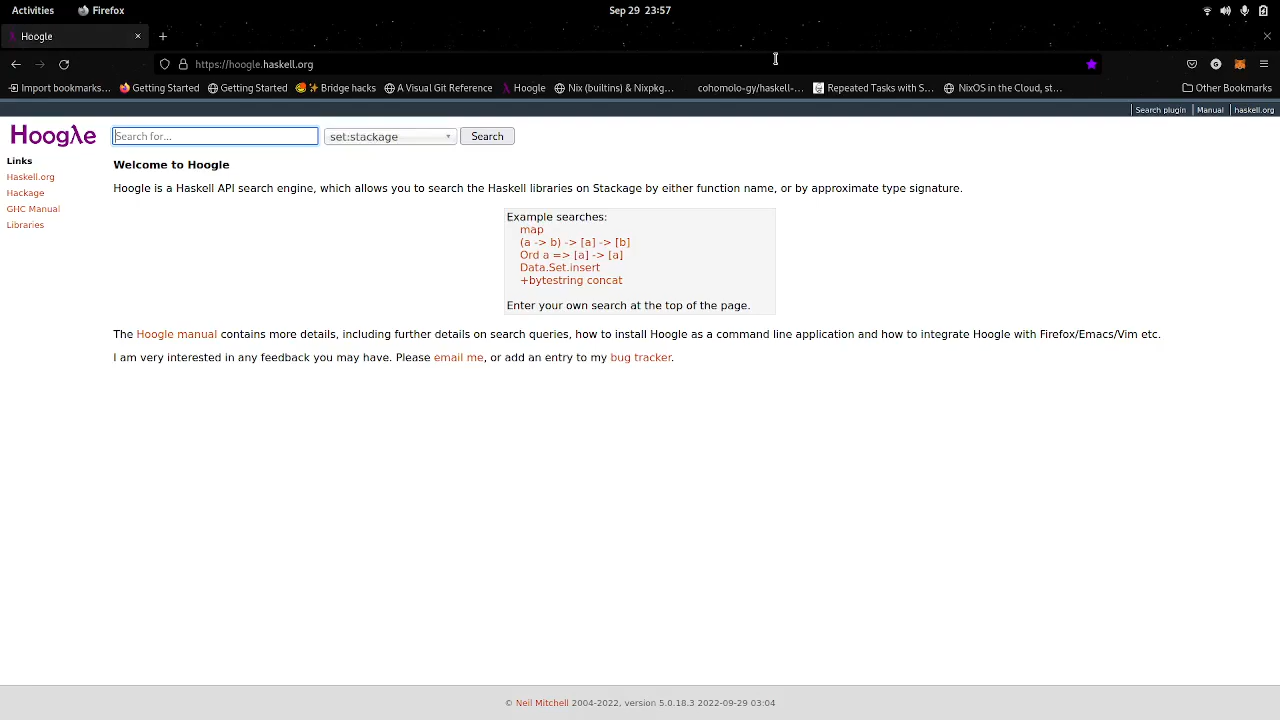 Activities
Firefox
Sep 29 23:57
Hoogle
https://hoogle.haskell.org
Import bookmarks...
Getting Started
Getting Started
Bridge hacks
A Visual Git Reference
Hoogle
Nix (builtins) & Nixpkg...
cohomolo-gy/haskell-...
Repeated Tasks with S...
NixOS in the Cloud, st...
Other Bookmarks
Search plugin
Manual
haskell.org
Hoogλe
Search for...
set:stackage
Search
Links
Haskell.org
Hackage
GHC Manual
Libraries
Welcome to Hoogle
Hoogle is a Haskell API search engine, which allows you to search the Haskell libraries on Stackage by either function name, or by approximate type signature.
Example searches:
map
(a -> b) -> [a] -> [b]
Ord a => [a] -> [a]
Data.Set.insert
+bytestring concat
Enter your own search at the top of the page.
The Hoogle manual contains more details, including further details on search queries, how to install Hoogle as a command line application and how to integrate Hoogle with Firefox/Emacs/Vim etc.
I am very interested in any feedback you may have. Please email me, or add an entry to my bug tracker.
© Neil Mitchell 2004-2022, version 5.0.18.3 2022-09-29 03:04